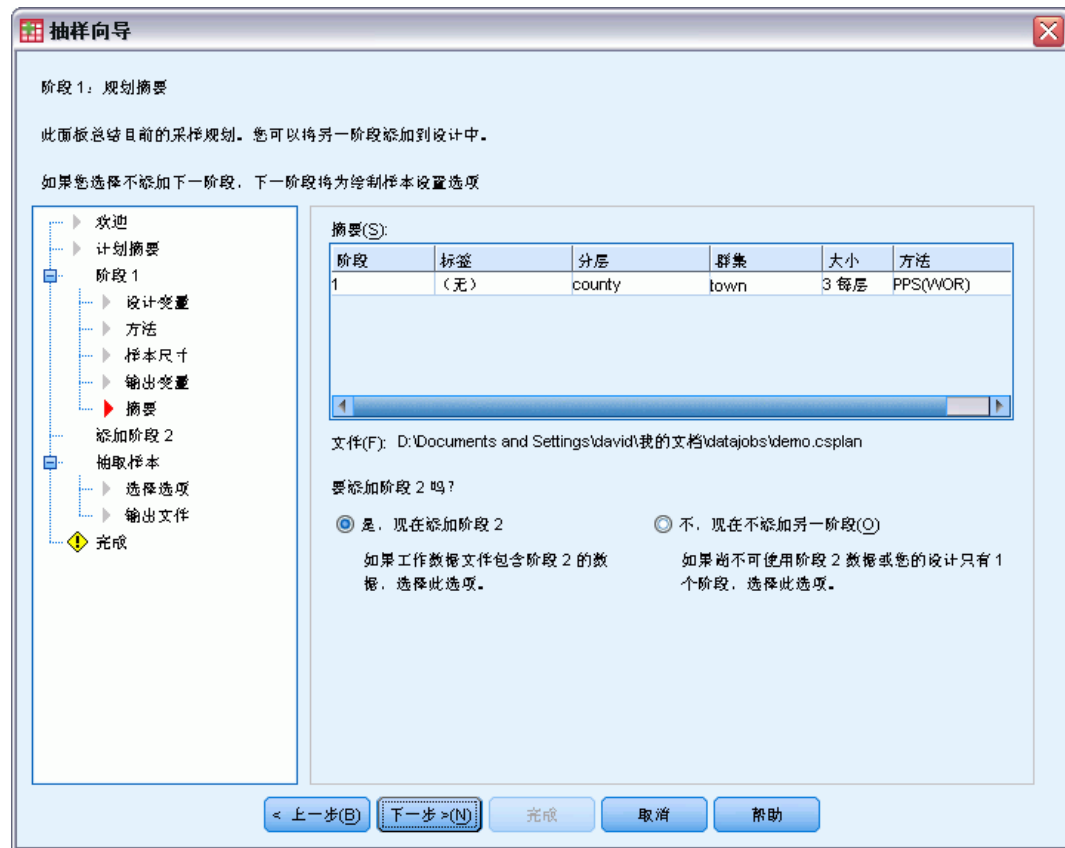 抽样向导
阶段 1：规划摘要
此面板总结目前的采样规划。您可以将另一阶段添加到设计中。
如果您选择不添加下一阶段，下一阶段将为绘制样本设置选项
欢迎
计划摘要
阶段 1
设计变量
方法
样本尺寸
输出变量
摘要
添加阶段 2
抽取样本
选择选项
输出文件
完成
摘要(S):
阶段 标签 分层 群集 大小 方法
1 （无） county town 3 每层 PPS(WOR)
文件(F): D:\Documents and Settings\david\我的文档\datajobs\demo.csplan
要添加阶段 2 吗？
是，现在添加阶段 2
如果工作数据文件包含阶段 2 的数
据，选择此选项。
不，现在不添加另一阶段(O)
如果尚不可使用阶段 2 数据或您的设计只有 1
个阶段，选择此选项。
< 上一步(B) 下一步 >(N) 完成 取消 帮助